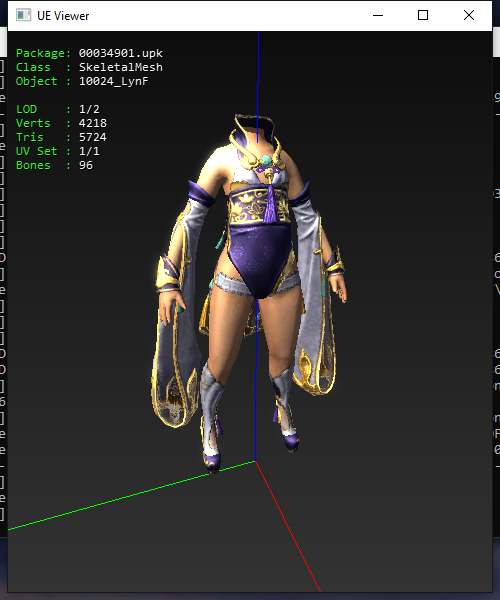 UE Viewer
Package: 00034901.upk
Class : SkeletalMesh
Object : 10024_LynF
LOD : 1/2
Verts : 4218
Tris : 5724
UV Set : 1/1
Bones : 96